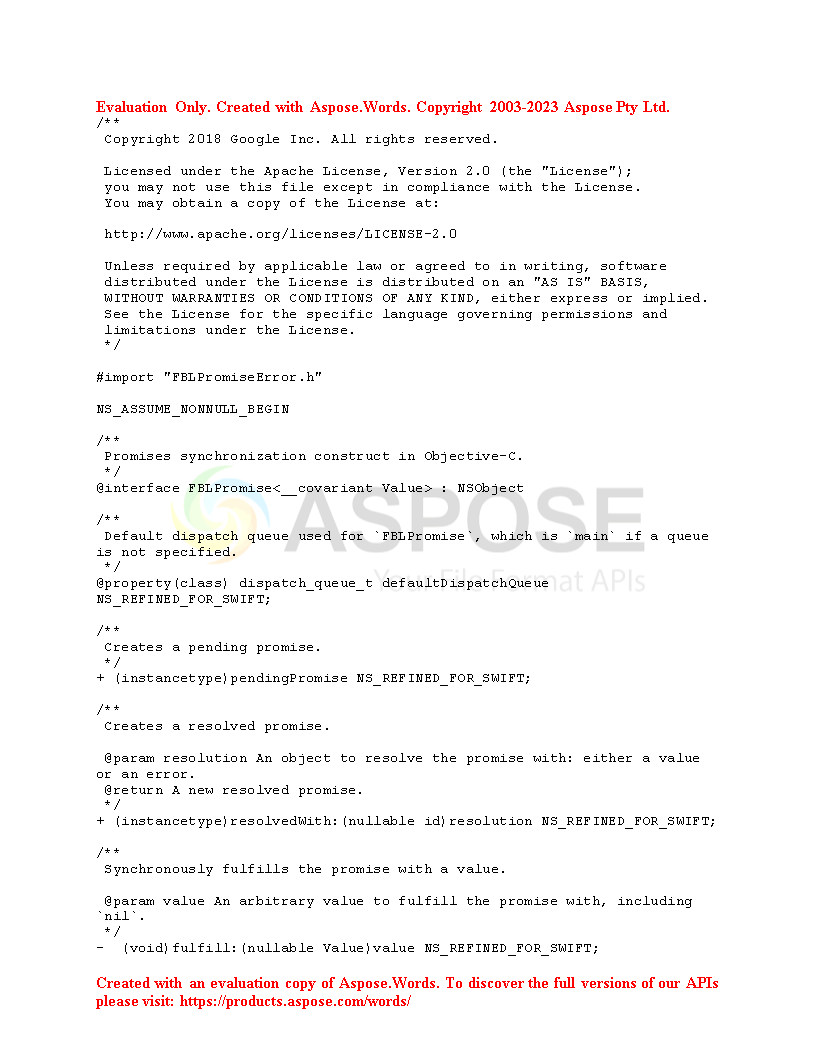 Evaluation Only. Created with Aspose.Words. Copyright 2003-2023 Aspose Pty Ltd.
/**
 Copyright 2018 Google Inc. All rights reserved.

 Licensed under the Apache License, Version 2.0 (the "License");
 you may not use this file except in compliance with the License.
 You may obtain a copy of the License at:

 http://www.apache.org/licenses/LICENSE-2.0

 Unless required by applicable law or agreed to in writing, software
 distributed under the License is distributed on an "AS IS" BASIS,
 WITHOUT WARRANTIES OR CONDITIONS OF ANY KIND, either express or implied.
 See the License for the specific language governing permissions and
 limitations under the License.
 */

#import "FBLPromiseError.h"

NS_ASSUME_NONNULL_BEGIN

/**
 Promises synchronization construct in Objective-C.
 */
@interface FBLPromise<__covariant Value> : NSObject

ASPOSE
/**
 Default dispatch queue used for `FBLPromise`, which is `main` if a queue
is not specified.
 */
Your File Format APIs
@property(class) dispatch_queue_t defaultDispatchQueue
NS_REFINED_FOR_SWIFT;

/**
 Creates a pending promise.
 */
+ (instancetype)pendingPromise NS_REFINED_FOR_SWIFT;

/**
 Creates a resolved promise.

 @param resolution An object to resolve the promise with: either a value
or an error.
 @return A new resolved promise.
 */
+ (instancetype)resolvedWith:(nullable id)resolution NS_REFINED_FOR_SWIFT;

/**
 Synchronously fulfills the promise with a value.

 @param value An arbitrary value to fulfill the promise with, including
`nil`.
 */
-  (void)fulfill:(nullable Value)value NS_REFINED_FOR_SWIFT;

Created with an evaluation copy of Aspose.Words. To discover the full versions of our APIs
please visit: https://products.aspose.com/words/